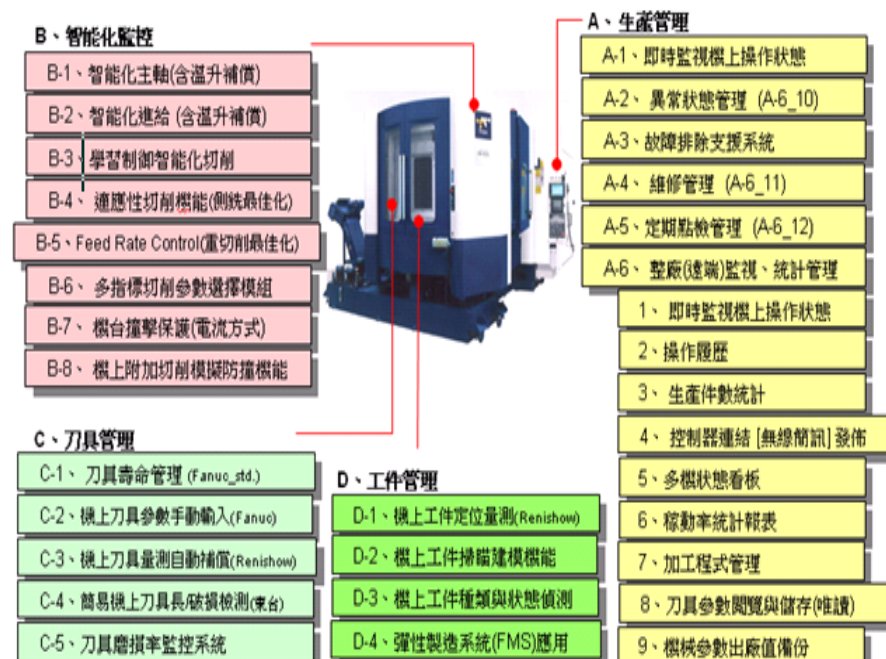 B、智能化監控
B-1、智能化主軸(含溫升補償)
B-2、智能化進給 (含溫升補償)
B-3、學習制御智能化切削
B-4、適應性切削機能(側銑最佳化)
B-5、Feed Rate Control(重切削最佳化)
B-6、多指標切削參數選擇模組
B-7、機台撞擊保護(電流方式)
B-8、機上附加切削模擬防撞機能
A、生產管理
A-1、即時監視機上操作狀態
A-2、異常狀態管理 (A-6_10)
A-3、故障排除支援系統
A-4、維修管理 (A-6_11)
A-5、定期點檢管理 (A-6_12)
A-6、整廠(遠端)監視、統計管理
1、即時監視機上操作狀態
2、操作履歷
3、生產件數統計
4、控制器連結 [無線簡訊] 發佈
5、多機狀態看板
6、稼動率統計報表
7、加工程式管理
8、刀具參數閱覽與儲存(唯讀)
9、機械參數出廠值備份
C、刀具管理
C-1、刀具壽命管理 (Fanuc_std.)
C-2、機上刀具參數手動輸入(Fanuc)
C-3、機上刀具量測自動補償(Renishow)
C-4、簡易機上刀具長/破損檢測(東台)
C-5、刀具磨損率監控系統
D、工件管理
D-1、機上工件定位量測(Renishow)
D-2、機上工件掃瞄建模機能
D-3、機上工件種類與狀態偵測
D-4、彈性製造系統(FMS)應用